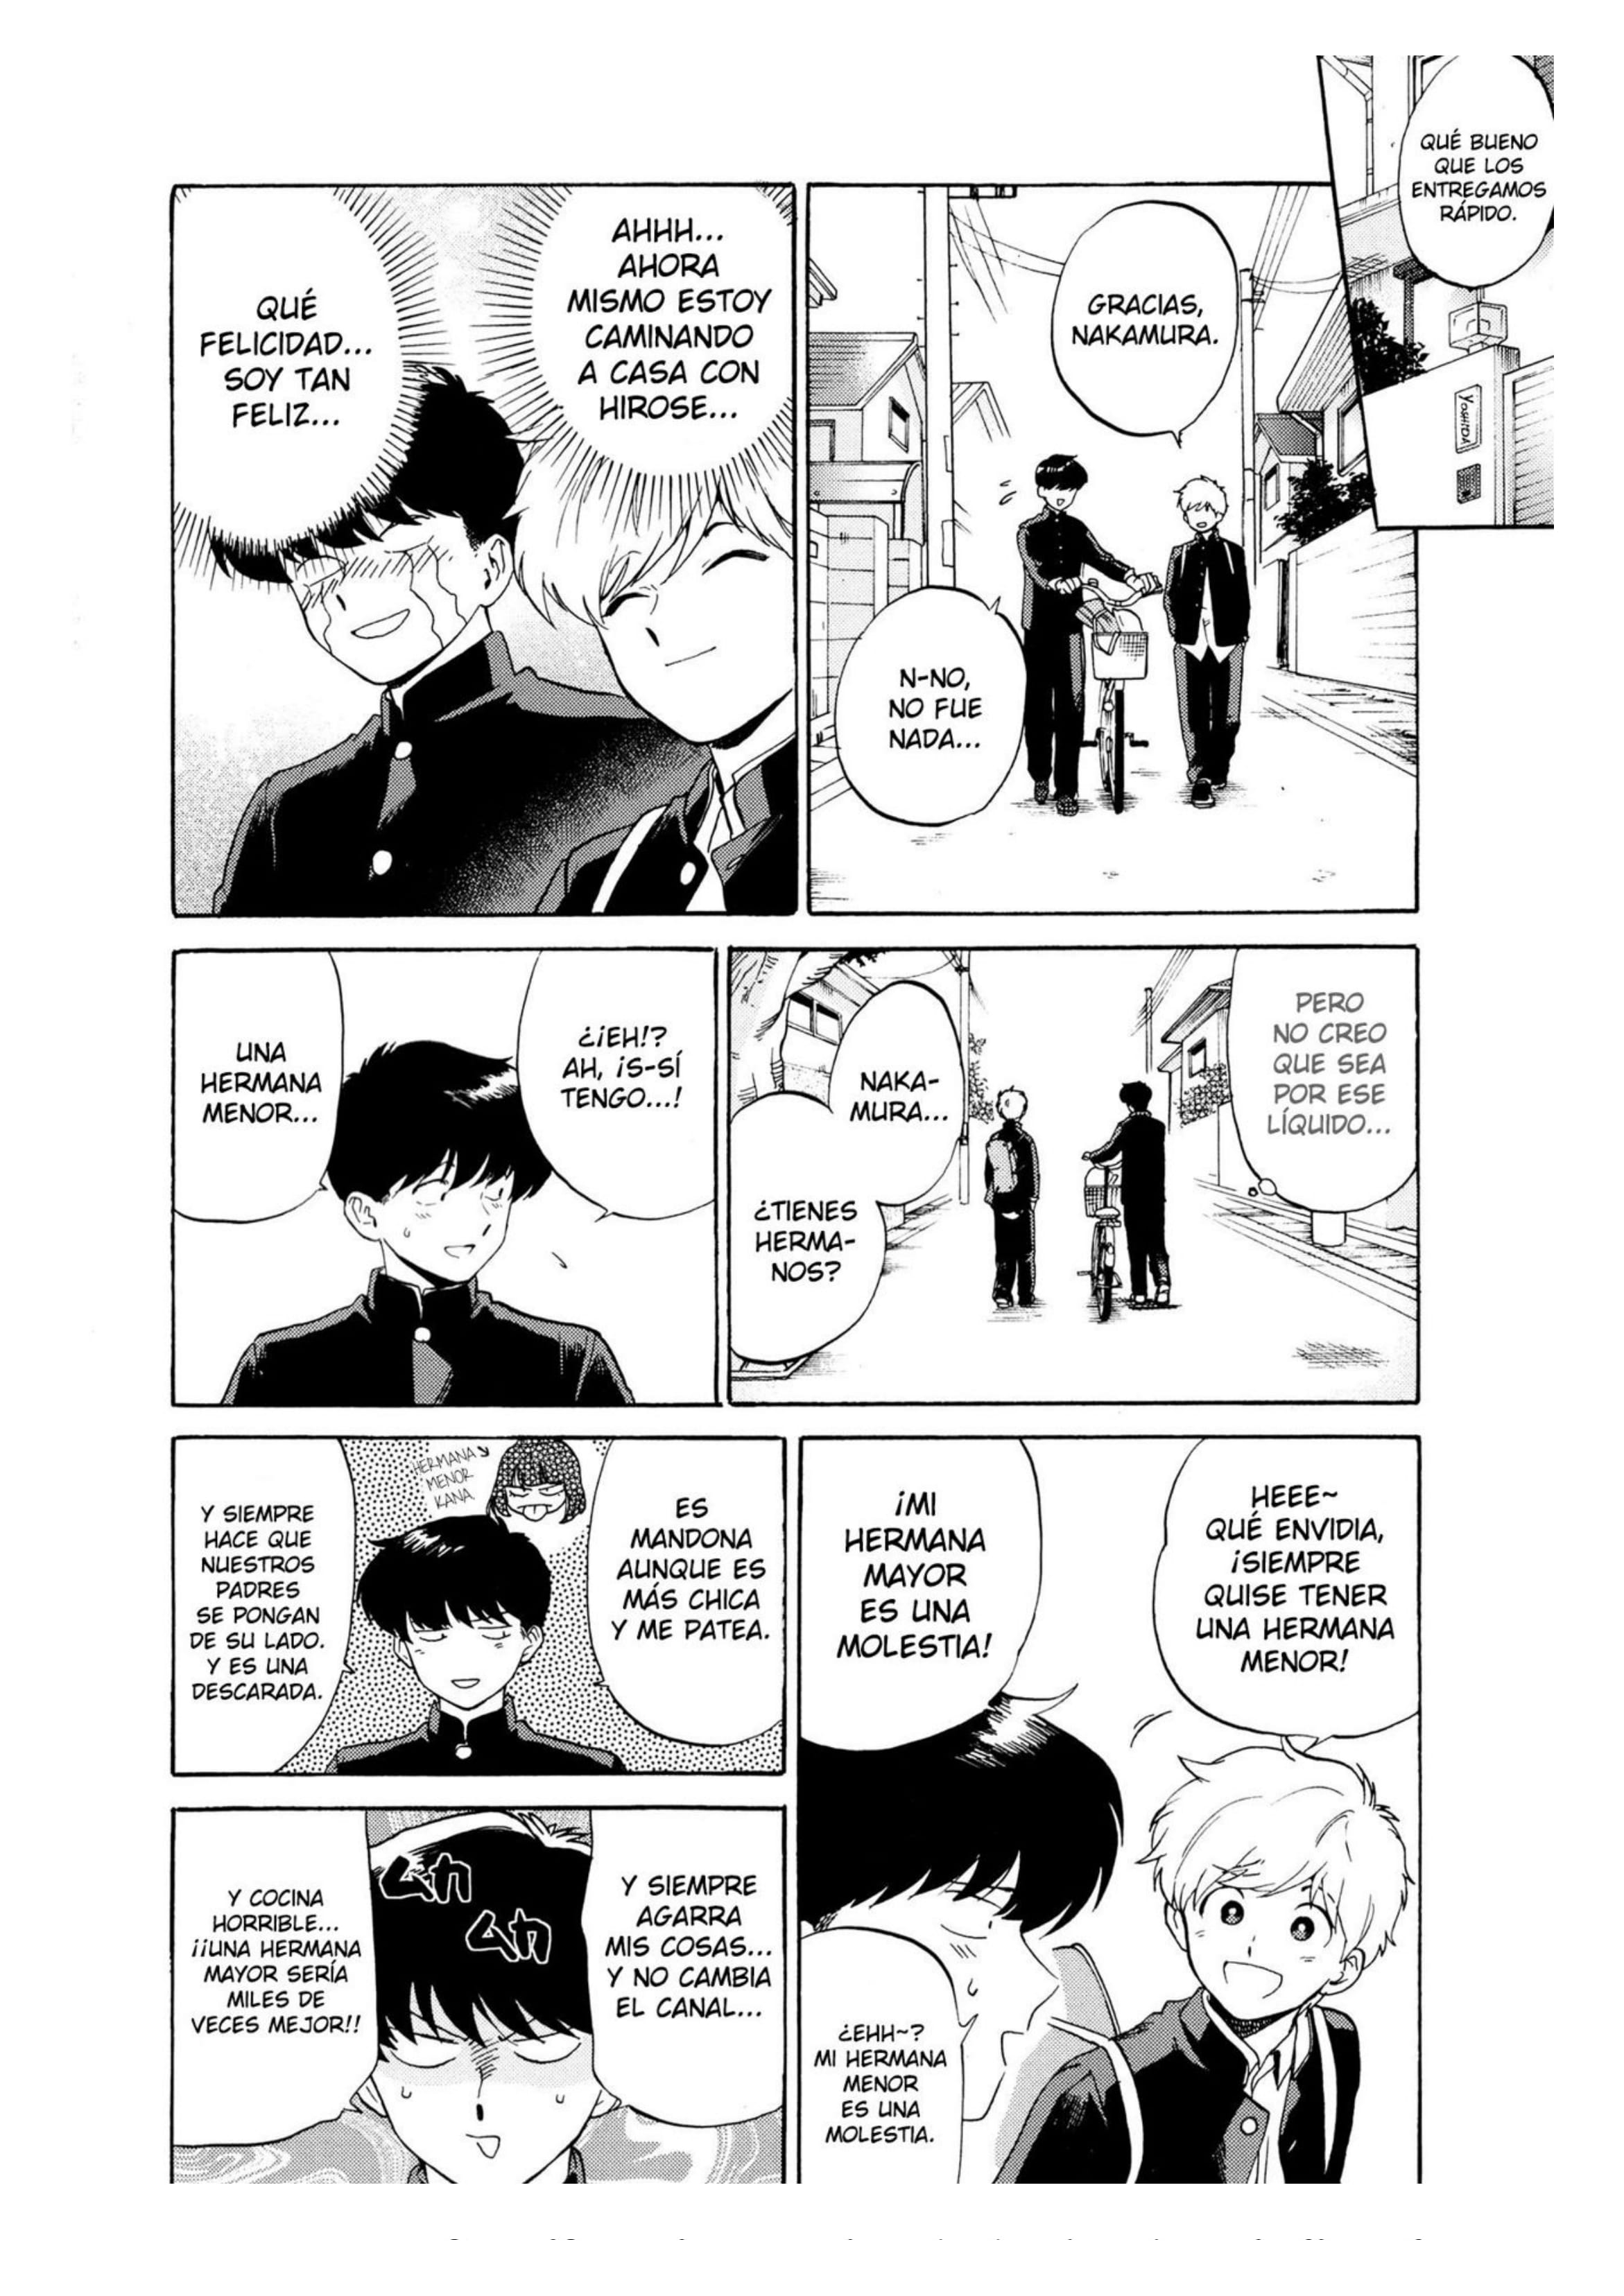 QUÉ BUENO
QUE LOS
ENTREGAMOS
RÁPIDO.
YOSHIDA
GRACIAS,
NAKAMURA.
N-NO,
NO FUE
NADA...
AHHH...
AHORA
MISMO ESTOY
CAMINANDO
A CASA CON
HIROSE...
QUÉ
FELICIDAD...
SOY TAN
FELIZ...
PERO
NO CREO
QUE SEA
POR ESE
LÍQUIDO...
NAKA-
MURA...
¿TIENES
HERMA-
NOS?
¿¡EH!?
AH, ¡S-SÍ
TENGO...!
UNA
HERMANA
MENOR...
HEEE~
QUÉ ENVIDIA,
¡SIEMPRE
QUISE TENER
UNA HERMANA
MENOR!
¡MI
HERMANA
MAYOR
ES UNA
MOLESTIA!
¿EHH~?
MI HERMANA
MENOR
ES UNA
MOLESTIA.
ES
MANDONA
AUNQUE ES
MÁS CHICA
Y ME PATEA.
HERMANA
MENOR
KANA
Y SIEMPRE
HACE QUE
NUESTROS
PADRES
SE PONGAN
DE SU LADO.
Y ES UNA
DESCARADA.
Y SIEMPRE
AGARRA
MIS COSAS...
Y NO CAMBIA
EL CANAL...
ムカ
ムカ
Y COCINA
HORRIBLE...
¡¡UNA HERMANA
MAYOR SERÍA
MILES DE
VECES MEJOR!!